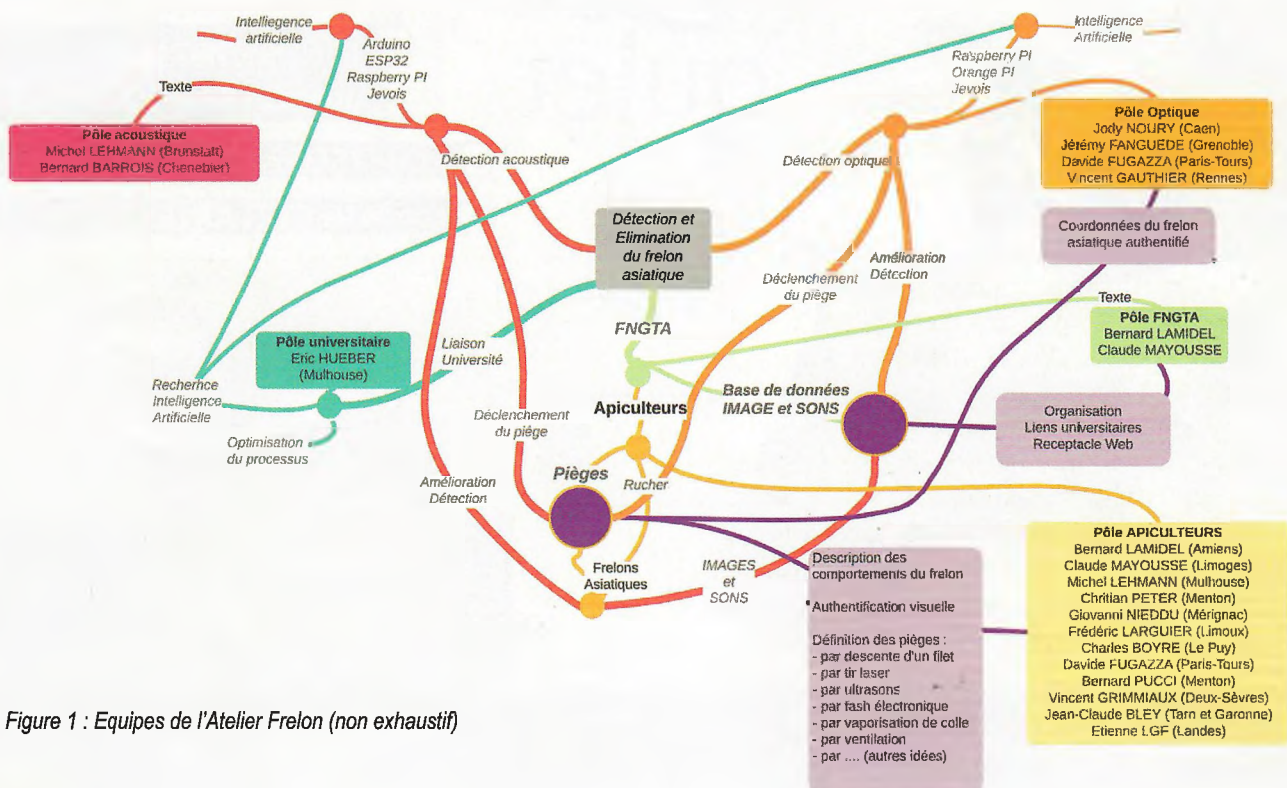 Intelliegence
artificielle
Arduino
ESP32
Raspberry PI
Jevois
Texte
Pôle acoustique
Michel LEHMANN (Brunstatt)
Bernard BARROIS (Chenebier)
Détection acoustique
Intelligence
Artificielle
Raspberry PI
Orange PI
Jevois
Détection optique
Pôle Optique
Jody NOURY (Caen)
Jérémy FANGUEDE (Grenoble)
Davide FUGAZZA (Paris-Tours)
Vincent GAUTHIER (Rennes)
Détection et
Elimination
du frelon
asiatique
Coordonnées du frelon
asiatique authentifié
Déclenchement
du piège
Amélioration
Détection
FNGTA
Texte
Pôle FNGTA
Bernard LAMIDEL
Claude MAYOUSSE
Pôle universitaire
Eric HUEBER
(Mulhouse)
Liaison
Université
Recherhce
Intelligence
Artificielle
Optimisation
du processus
Déclenchement
du piège
Apiculteurs
Base de données
IMAGE et SONS
Organisation
Liens universitaires
Receptacle Web
Amélioration
Détection
Pièges
Rucher
Frelons
Asiatiques
IMAGES
et
SONS
Description des
comportements du frelon
Authentification visuelle
Définition des pièges :
- par descente d'un filet
- par tir laser
- par ultrasons
- par fash électronique
- par vaporisation de colle
- par ventilation
- par .... (autres idées)
Pôle APICULTEURS
Bernard LAMIDEL (Amiens)
Claude MAYOUSSE (Limoges)
Michel LEHMANN (Mulhouse)
Chritian PETER (Menton)
Giovanni NIEDDU (Mérignac)
Frédéric LARGUIER (Limoux)
Charles BOYRE (Le Puy)
Davide FUGAZZA (Paris-Tours)
Bernard PUCCI (Menton)
Vincent GRIMMIAUX (Deux-Sèvres)
Jean-Claude BLEY (Tarn et Garonne)
Etienne LGF (Landes)
Figure 1 : Equipes de l'Atelier Frelon (non exhaustif)